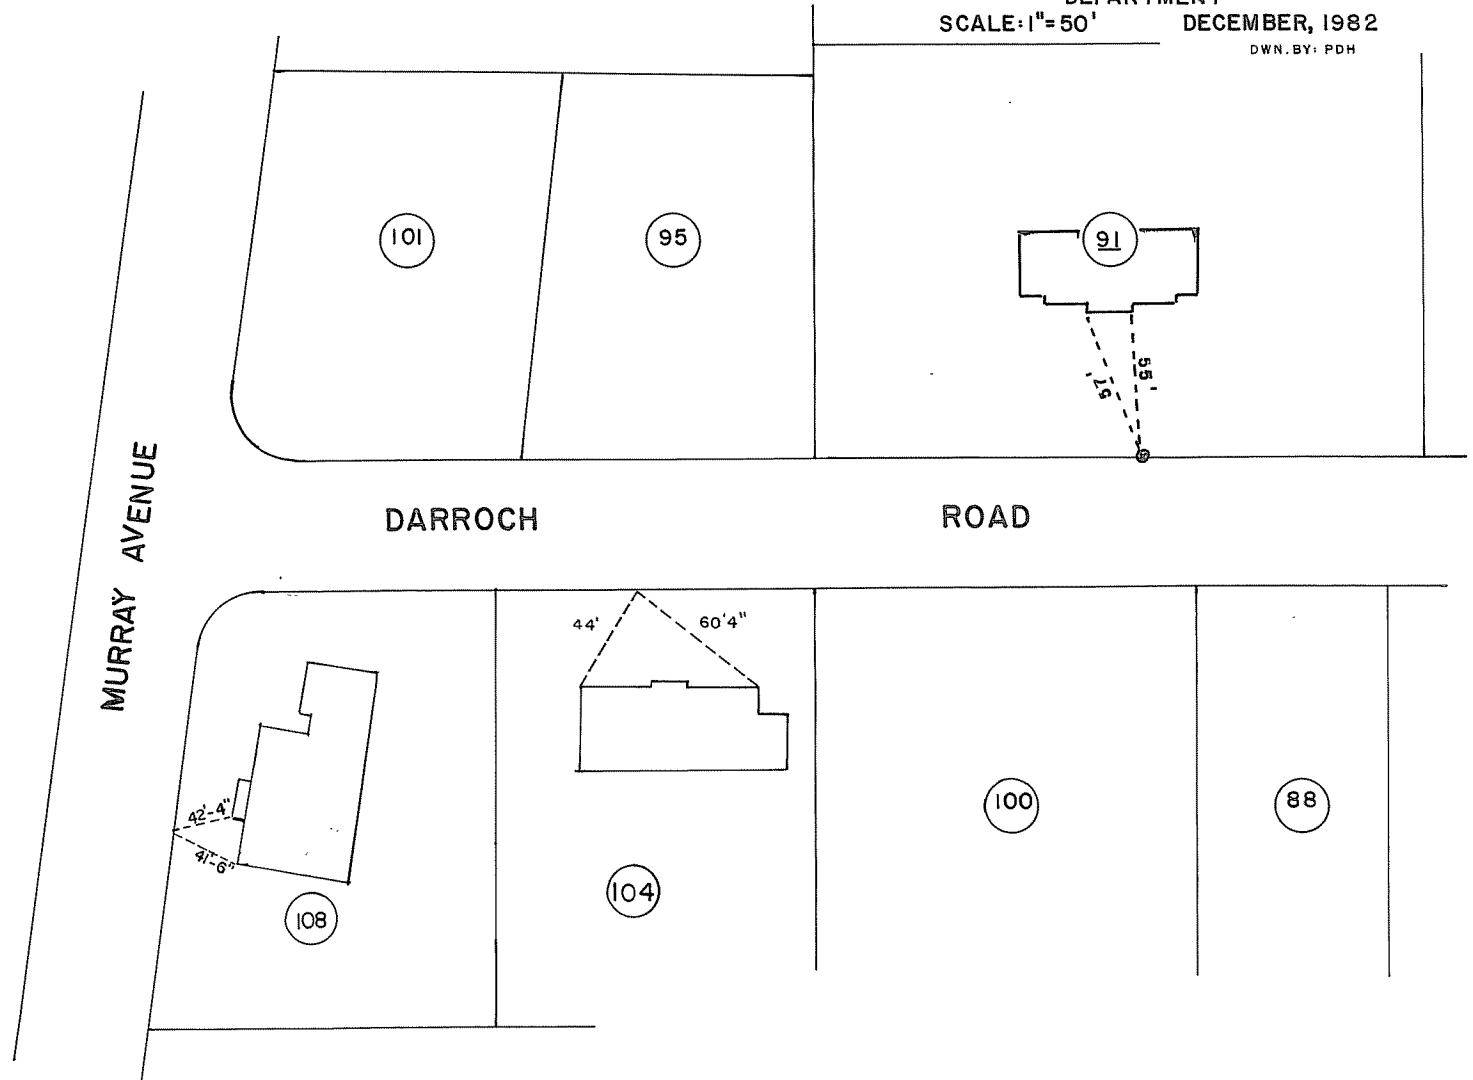 DEPARTMENT
SCALE: 1"= 50' DECEMBER, 1982
DWN. BY: PDH
101
95
91
57'
55'
MURRAY AVENUE
DARROCH ROAD
44'
60'4"
42'-4"
41'-6"
108
104
100
88